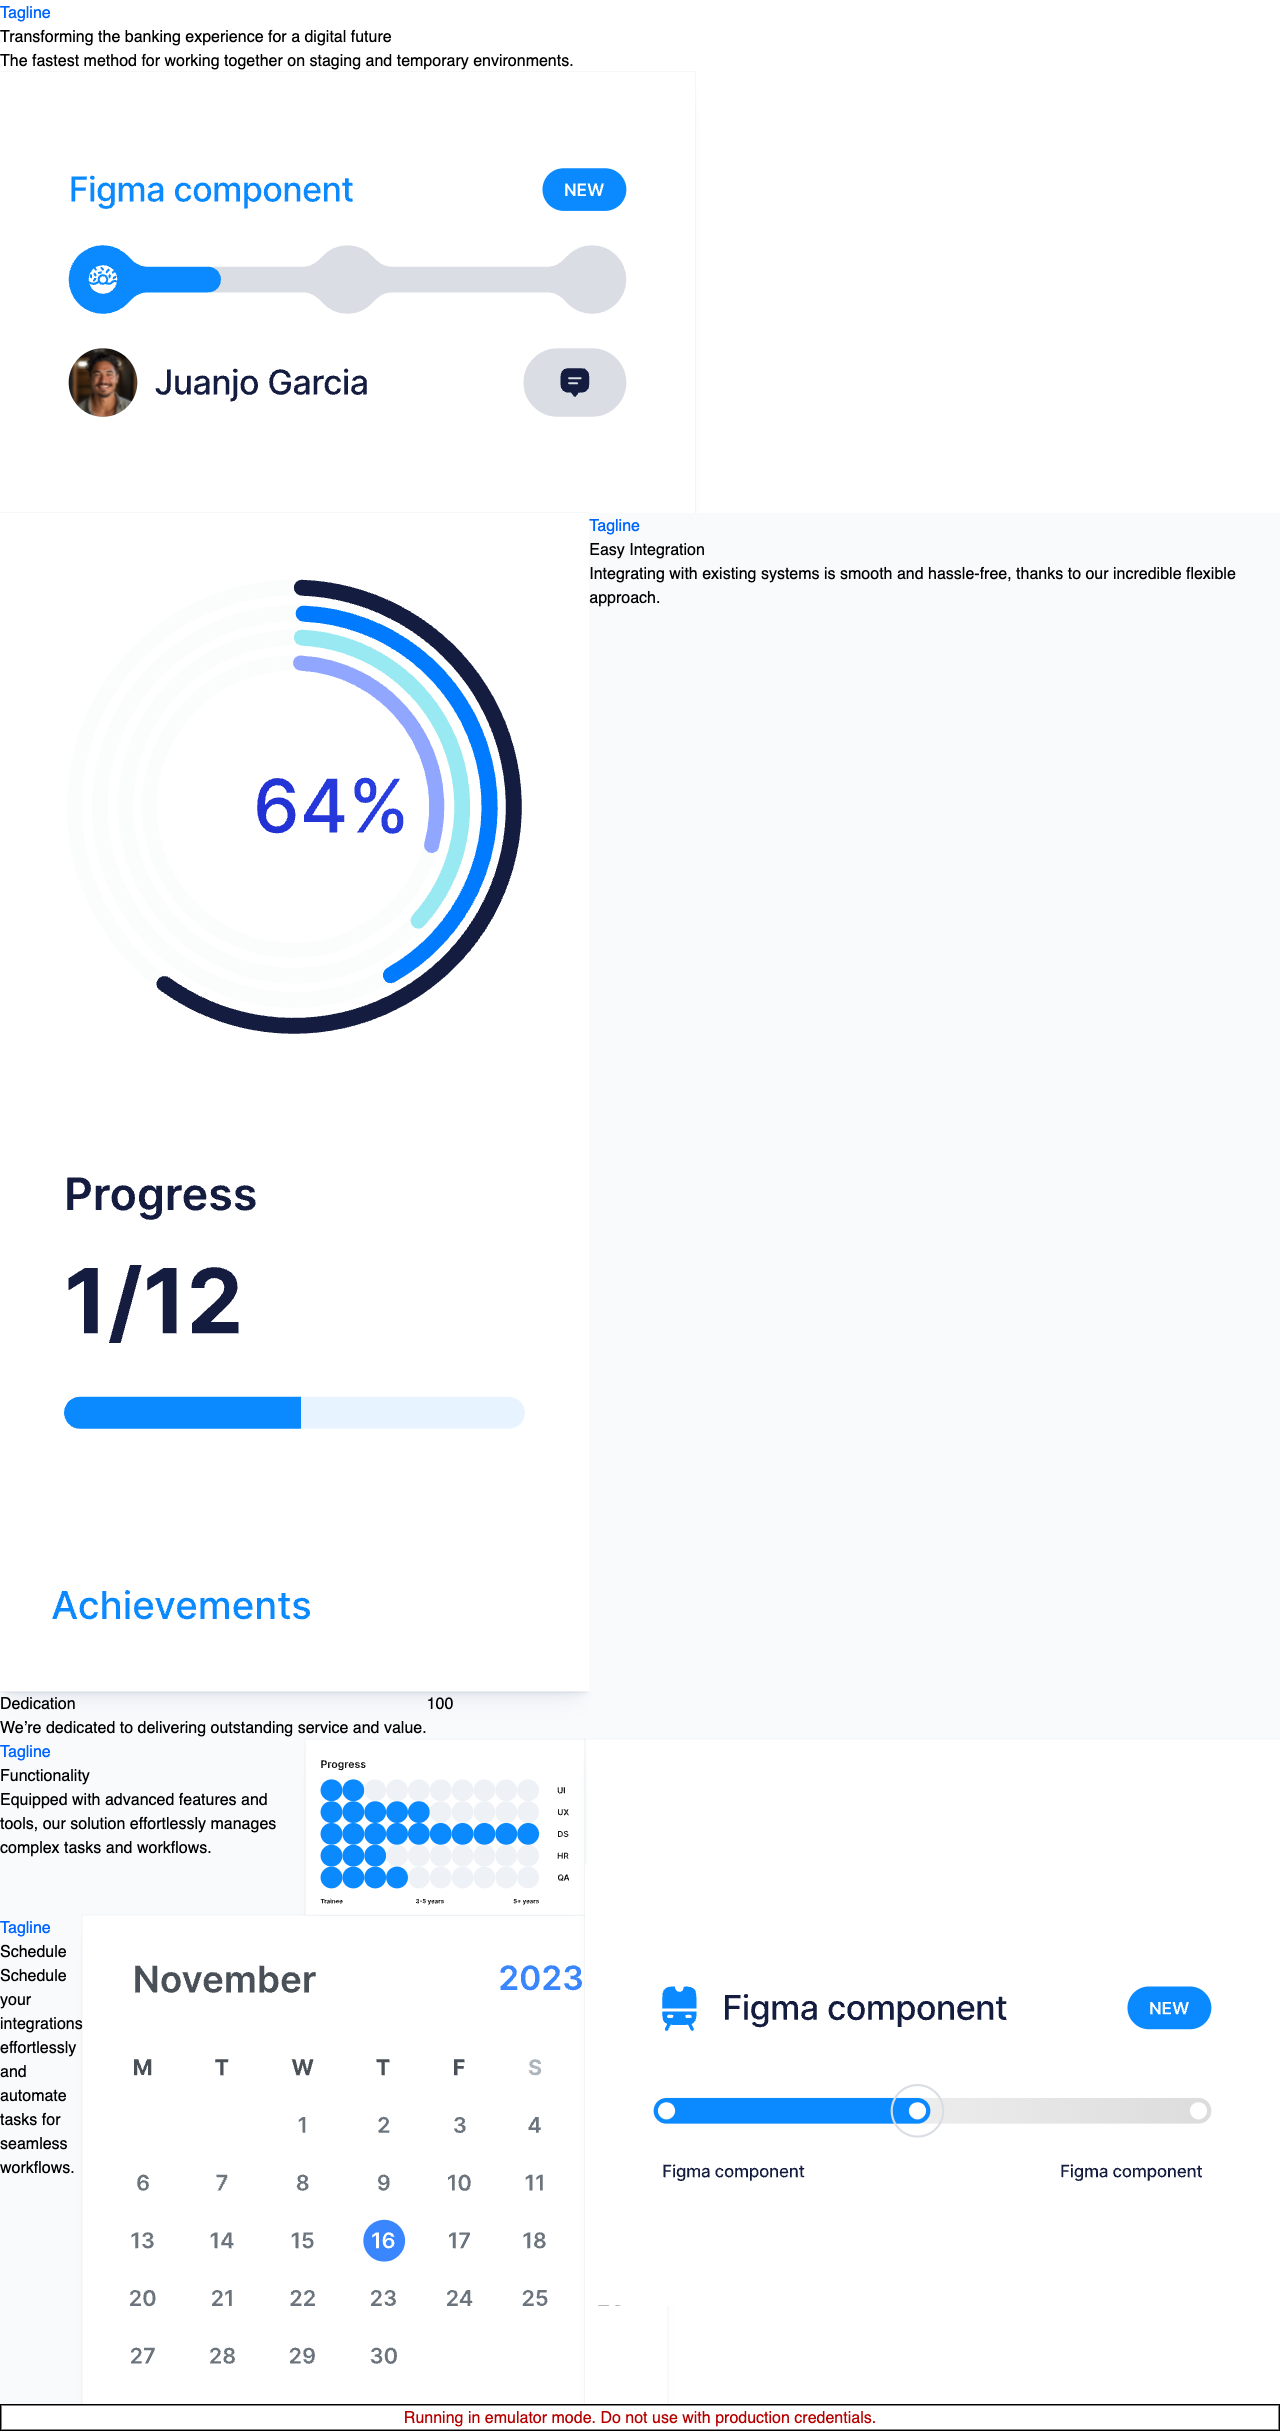 Tagline
Transforming the banking experience for a digital future
The fastest method for working together on staging and temporary environments.
Figma component
NEW
Juanjo Garcia
Tagline
Easy Integration
Integrating with existing systems is smooth and hassle-free, thanks to our incredible flexible
approach.
64%
Progress
1/12
Achievements
Dedication
100
We’re dedicated to delivering outstanding service and value.
Tagline
Functionality
Equipped with advanced features and
tools, our solution effortlessly manages
complex tasks and workflows.
Progress
UI
UX
DS
HR
QA
Trainee 3-5 years 5+ years
Tagline
Schedule
Schedule
your
integrations
effortlessly
and
automate
tasks for
seamless
workflows.
November 2023
M T W T F S
1 2 3 4
6 7 8 9 10 11
13 14 15 16 17 18
20 21 22 23 24 25
27 28 29 30
Figma component
NEW
Figma component Figma component
Running in emulator mode. Do not use with production credentials.